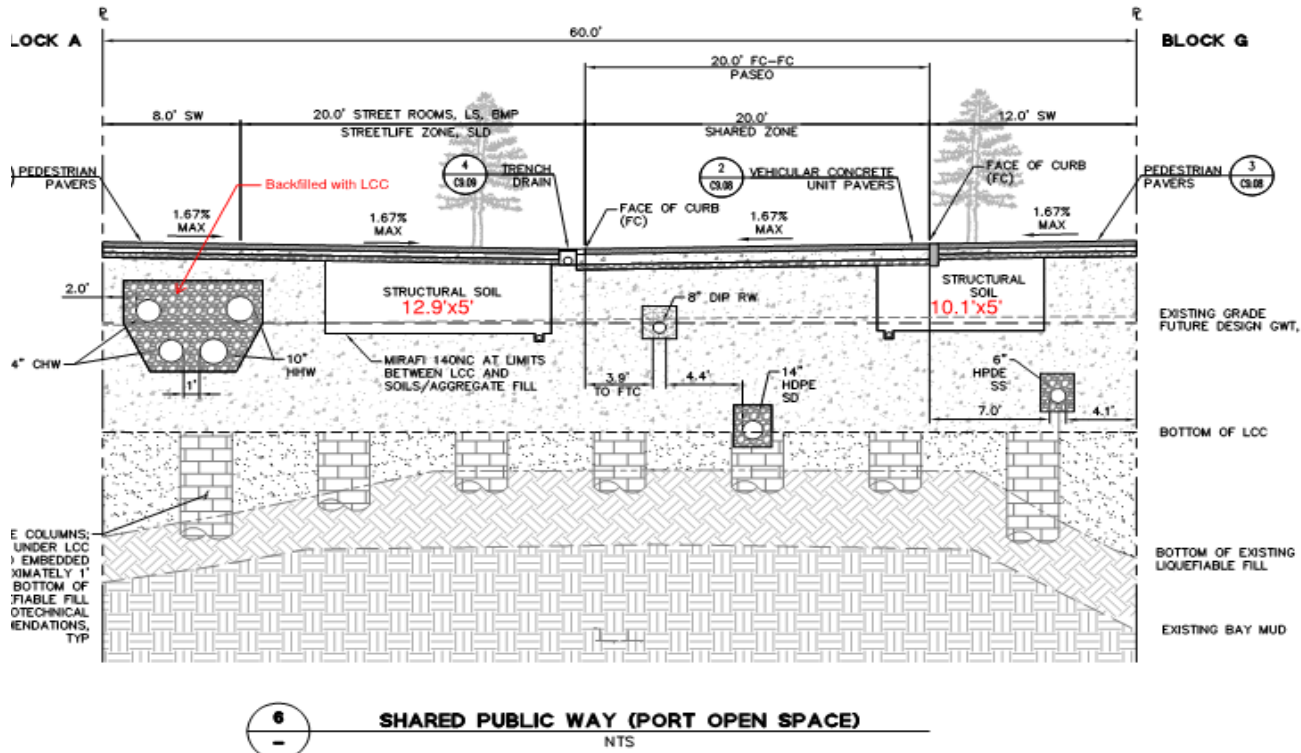 ℄
℄
LOCK A
60.0'
BLOCK G
20.0' FC-FC
PASEO
8.0' SW
20.0' STREET ROOMS, LS, BMP
STREETLIFE ZONE, SLD
20.0'
SHARED ZONE
12.0' SW
) PEDESTRIAN
PAVERS
Backfilled with LCC
4
C9.09
TRENCH
DRAIN
2
C9.08
VEHICULAR CONCRETE
UNIT PAVERS
FACE OF CURB
(FC)
PEDESTRIAN
PAVERS
3
C9.08
1.67%
MAX
1.67%
MAX
FACE OF CURB
(FC)
1.67%
MAX
1.67%
MAX
2.0'
STRUCTURAL SOIL
12.9'x5'
8" DIP RW
STRUCTURAL
SOIL
10.1'x5'
EXISTING GRADE
FUTURE DESIGN GWT,
4" CHW
10"
HHW
1'
MIRAFI 140NC AT LIMITS
BETWEEN LCC AND
SOILS/AGGREGATE FILL
3.9'
TO FTC
4.4'
14"
HDPE
SD
6"
HPDE
SS
7.0'
4.1'
BOTTOM OF LCC
E COLUMNS;
UNDER LCC
EMBEDDED
XIMATELY 1'
BOTTOM OF
EFIABLE FILL
OTECHNICAL
ENDATIONS,
TYP
BOTTOM OF EXISTING
LIQUEFIABLE FILL
EXISTING BAY MUD
6
–
SHARED PUBLIC WAY (PORT OPEN SPACE)
NTS